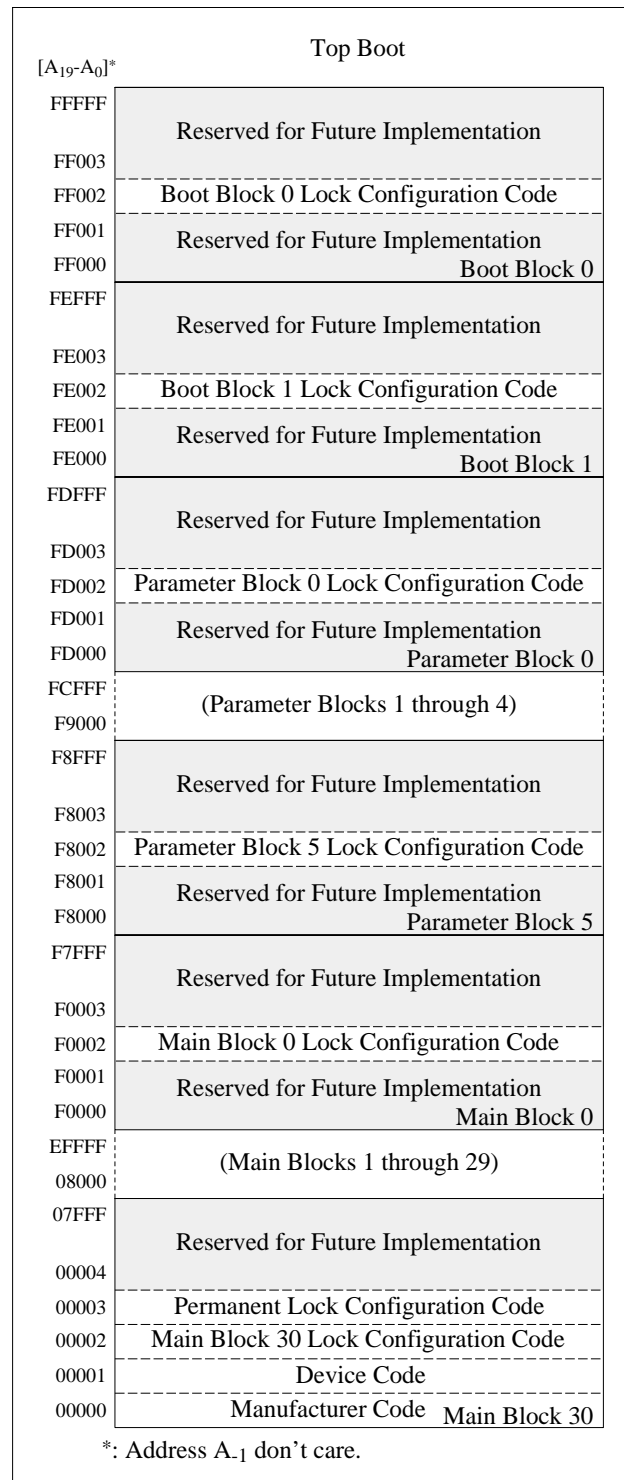 Top Boot
[A19-A0]*
FFFFF
Reserved for Future Implementation
FF003
FF002 Boot Block 0 Lock Configuration Code
FF001
Reserved for Future Implementation
FF000 Boot Block 0
FEFFF
Reserved for Future Implementation
FE003
FE002 Boot Block 1 Lock Configuration Code
FE001
Reserved for Future Implementation
FE000 Boot Block 1
FDFFF
Reserved for Future Implementation
FD003
FD002 Parameter Block 0 Lock Configuration Code
FD001
Reserved for Future Implementation
FD000 Parameter Block 0
FCFFF
(Parameter Blocks 1 through 4)
F9000
F8FFF
Reserved for Future Implementation
F8003
F8002 Parameter Block 5 Lock Configuration Code
F8001
Reserved for Future Implementation
F8000 Parameter Block 5
F7FFF
Reserved for Future Implementation
F0003
F0002 Main Block 0 Lock Configuration Code
F0001
Reserved for Future Implementation
F0000 Main Block 0
EFFFF
(Main Blocks 1 through 29)
08000
07FFF
Reserved for Future Implementation
00004
00003 Permanent Lock Configuration Code
00002 Main Block 30 Lock Configuration Code
00001 Device Code
00000 Manufacturer Code Main Block 30
*: Address A-1 don’t care.